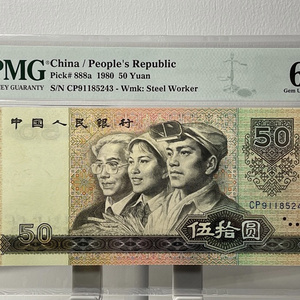 PMG
China / People's Republic
Pick# 888a 1980 50 Yuan
S/N CP91185243 - Wmk: Steel Worker
EY GUARANTY
6
Gem U
中国人民银行
50
CP9118524
50
伍拾圆